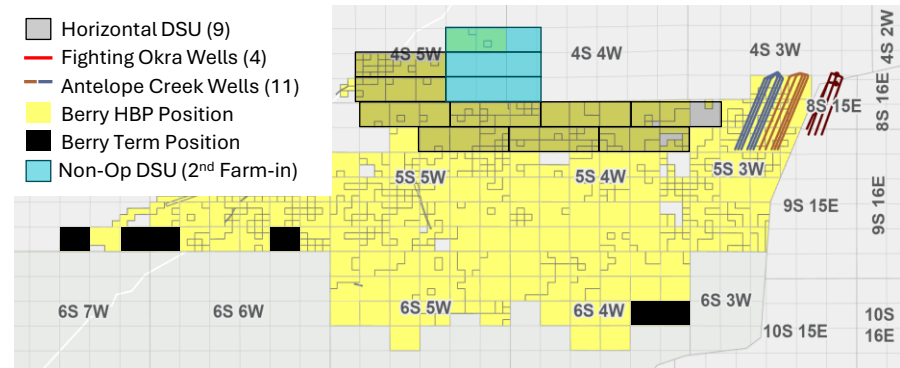 Horizontal DSU (9)
Fighting Okra Wells (4)
Antelope Creek Wells (11)
Berry HBP Position
Berry Term Position
Non-Op DSU (2nd Farm-in)
4S 5W
4S 4W
4S 3W
4S 2W
8S 15E
8S 16E
5S 5W
5S 4W
5S 3W
9S 15E
9S 16E
6S 7W
6S 6W
6S 5W
6S 4W
6S 3W
10S 15E
10S
16E